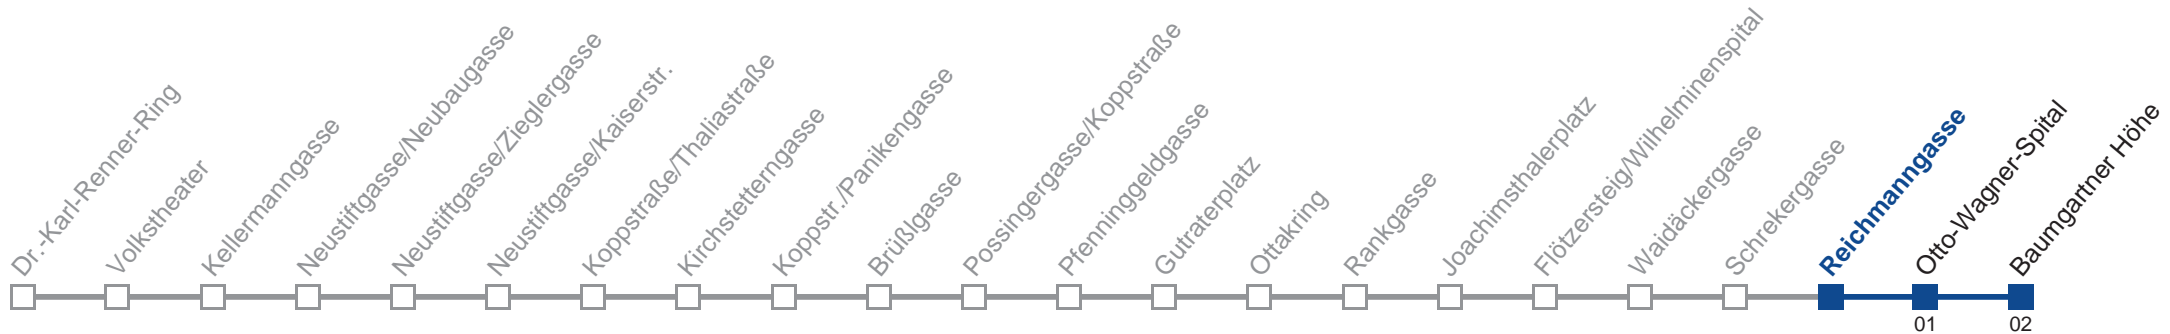 Dr.-Karl-Renner-Ring
Volkstheater
Kellermanngasse
Neustiftgasse/Neubaugasse
Neustiftgasse/Zieglergasse
Neustiftgasse/Kaiserstr.
Koppstraße/Thaliastraße
Kirchstetterngasse
Koppstr./Panikengasse
Brüßlgasse
Possingergasse/Koppstraße
Pfenninggeldgasse
Gutraterplatz
Ottakring
Rankgasse
Joachimsthalerplatz
Flötzersteig/Wilhelminenspital
Waidäckergasse
Schrekergasse
Reichmanngasse
Otto-Wagner-Spital
Baumgartner Höhe
01
02